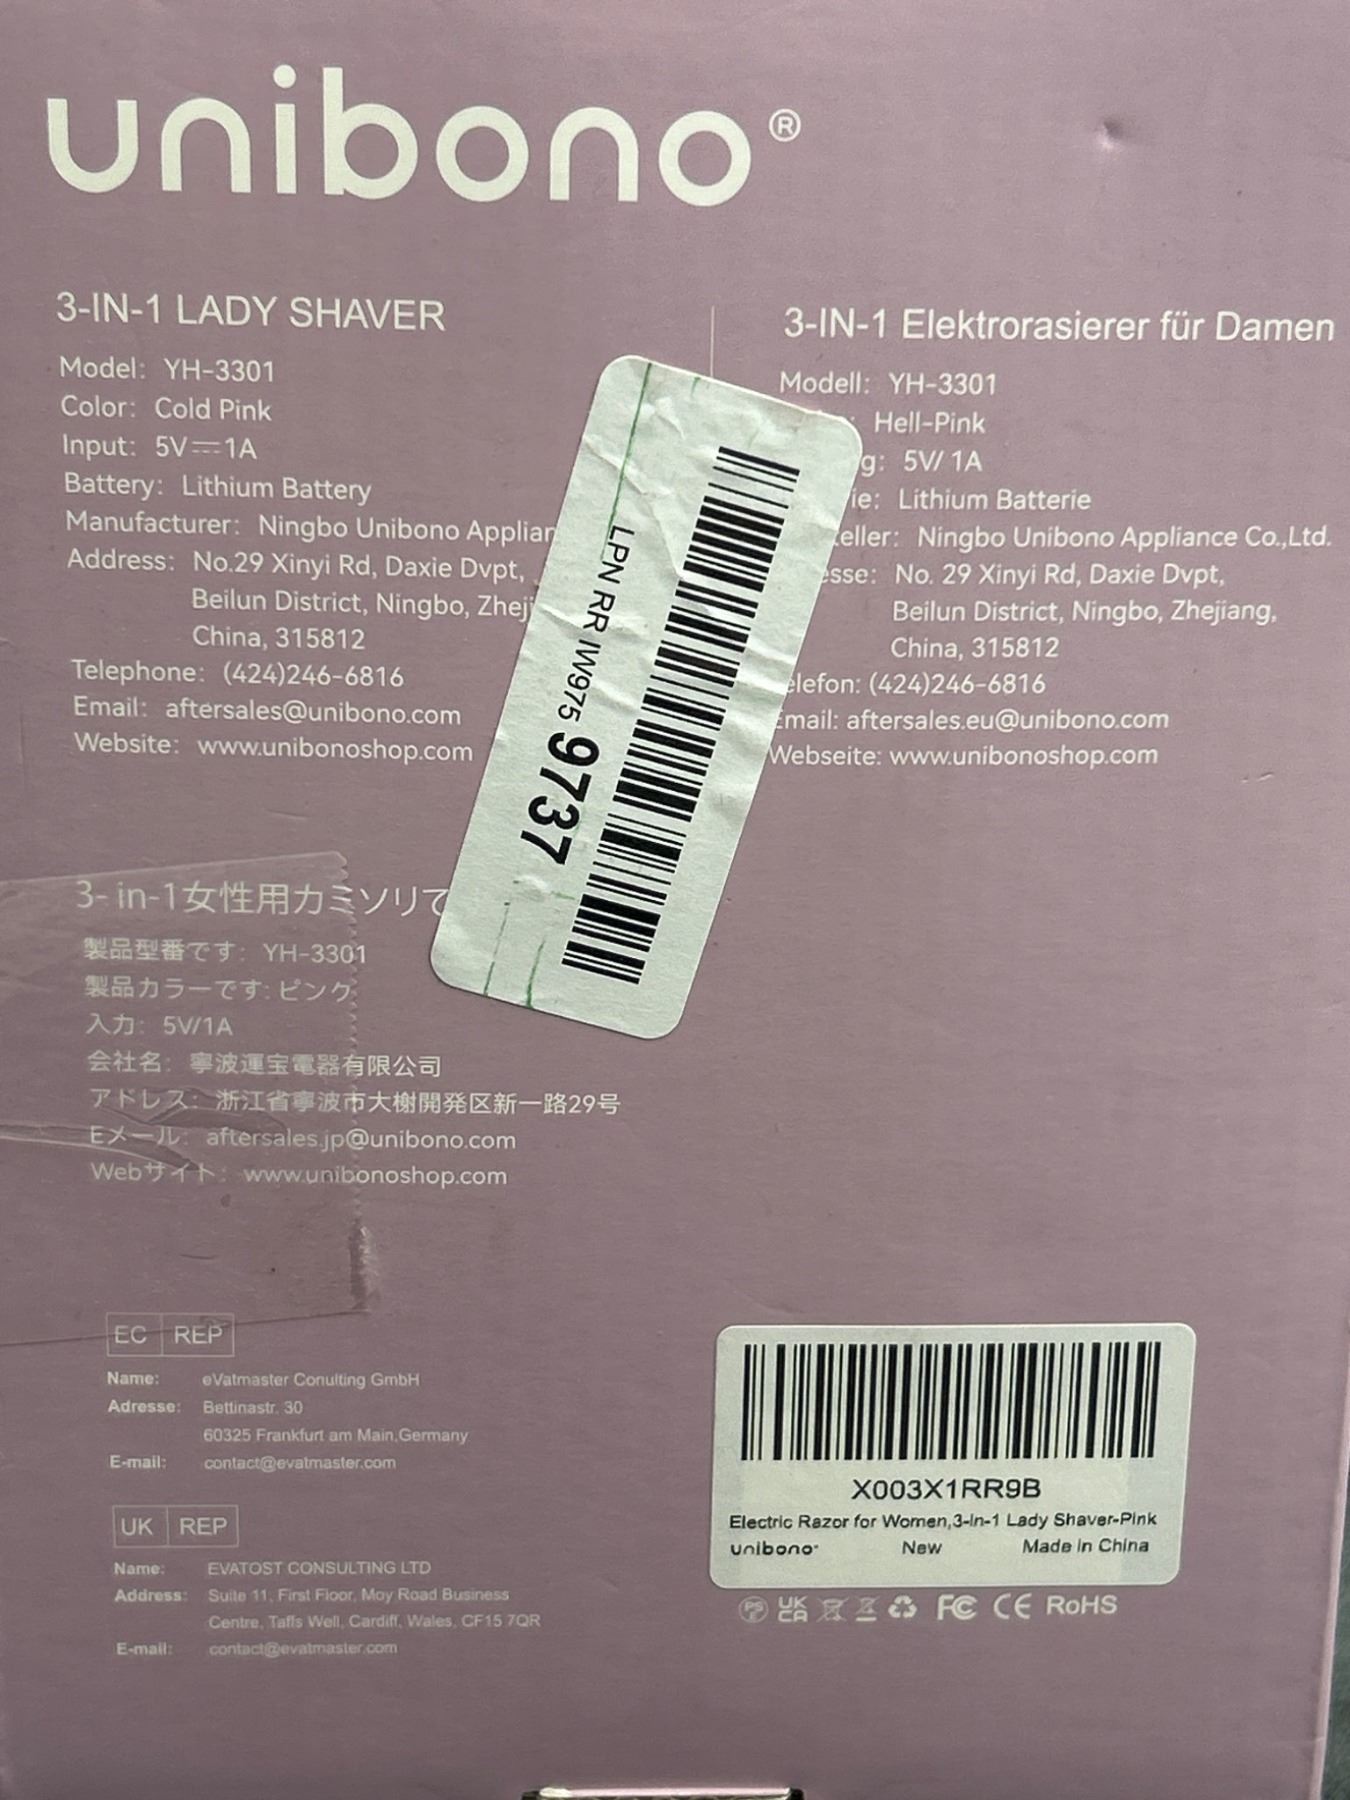 unibono®
3-IN-1 LADY SHAVER
Model: YH-3301
Color: Cold Pink
Input: 5V⎓1A
Battery: Lithium Battery
Manufacturer: Ningbo Unibono
Address: No.29 Xinyi Rd, Daxie Dvpt,
Beilun District, Ningbo,
China, 315812
Telephone: (424)246-6816
Email: aftersales@unibono.com
Website: www.unibonoshop.com
3-IN-1 Elektrorasierer für Damen
Modell: YH-3301
Hell-Pink
5V/ 1A
Lithium Batterie
Ningbo Unibono Appliance Co.,Ltd.
No. 29 Xinyi Rd, Daxie Dvpt,
Beilun District, Ningbo, Zhejiang,
China, 315812
elefon: (424)246-6816
Email: aftersales.eu@unibono.com
Webseite: www.unibonoshop.com
LPN RR IW975 9737
3- in-1女性用カミソリで
製品型番です: YH-3301
製品カラーです: ピンク
入力: 5V/1A
会社名: 寧波運宝電器有限公司
アドレス: 浙江省寧波市大榭開発区新一路29号
Eメール: aftersales.jp@unibono.com
Webサイト: www.unibonoshop.com
EC REP
Name: eVatmaster Conulting GmbH
Adresse: Bettinastr. 30
60325 Frankfurt am Main,Germany
E-mail: contact@evatmaster.com
UK REP
Name: EVATOST CONSULTING LTD
Address: Suite 11, First Floor, Moy Road Business
Centre, Taffs Well, Cardiff, Wales, CF15 7QR
E-mail: contact@evatmaster.com
X003X1RR9B
Electric Razor for Women,3-in-1 Lady Shaver-Pink
unibono New Made in China
PS UK CA FC CE RoHS